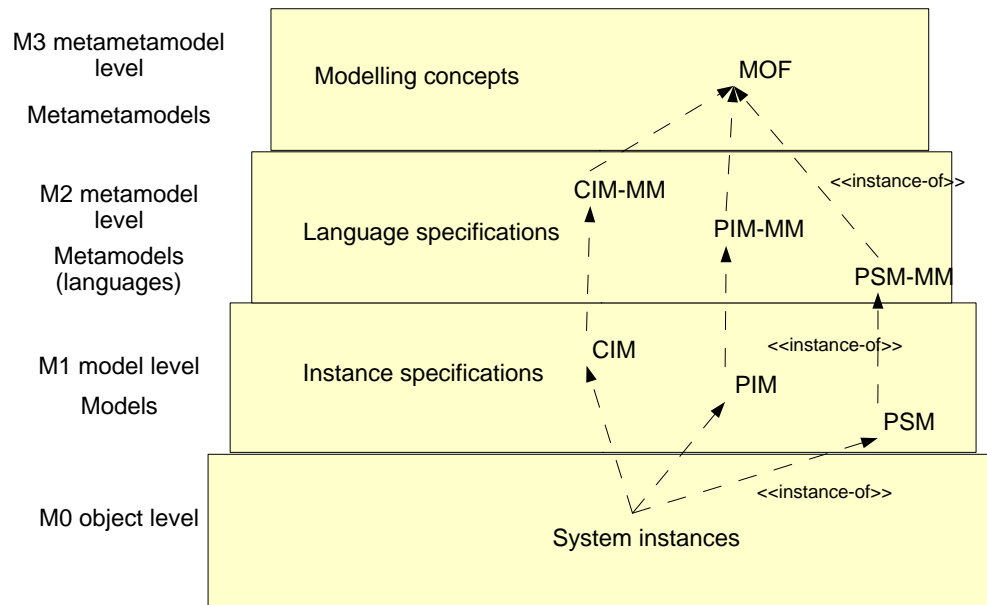 M3 metametamodel
level
Metametamodels
Modelling concepts
MOF
M2 metamodel
level
Metamodels
(languages)
Language specifications
CIM-MM
PIM-MM
<<instance-of>>
PSM-MM
M1 model level
Models
Instance specifications
CIM
PIM
<<instance-of>>
PSM
M0 object level
<<instance-of>>
System instances